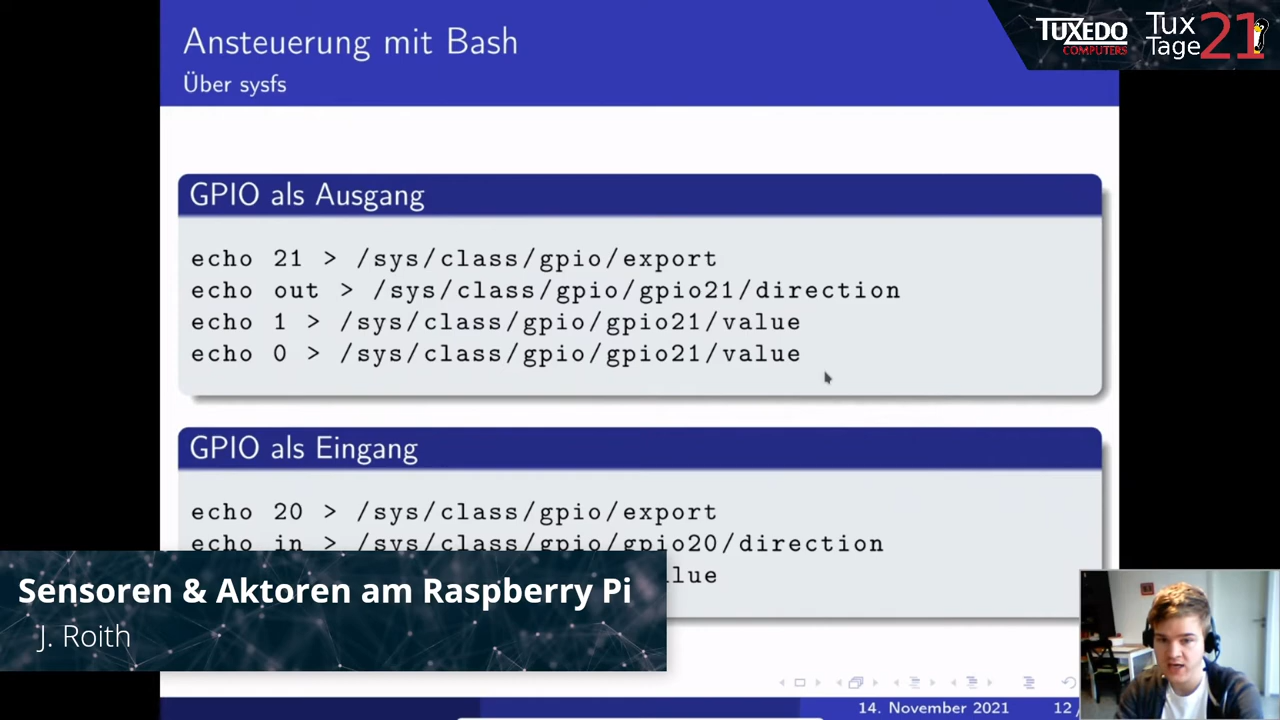 Ansteuerung mit Bash
Über sysfs
TUXEDO
COMPUTERS
Tux
Tage 21
GPIO als Ausgang
echo 21 > /sys/class/gpio/export
echo out > /sys/class/gpio/gpio21/direction
echo 1 > /sys/class/gpio/gpio21/value
echo 0 > /sys/class/gpio/gpio21/value
GPIO als Eingang
echo 20 > /sys/class/gpio/export
echo in > /sys/class/gpio/gpio20/direction
alue
Sensoren & Aktoren am Raspberry Pi
J. Roith
14. November 2021
12 /